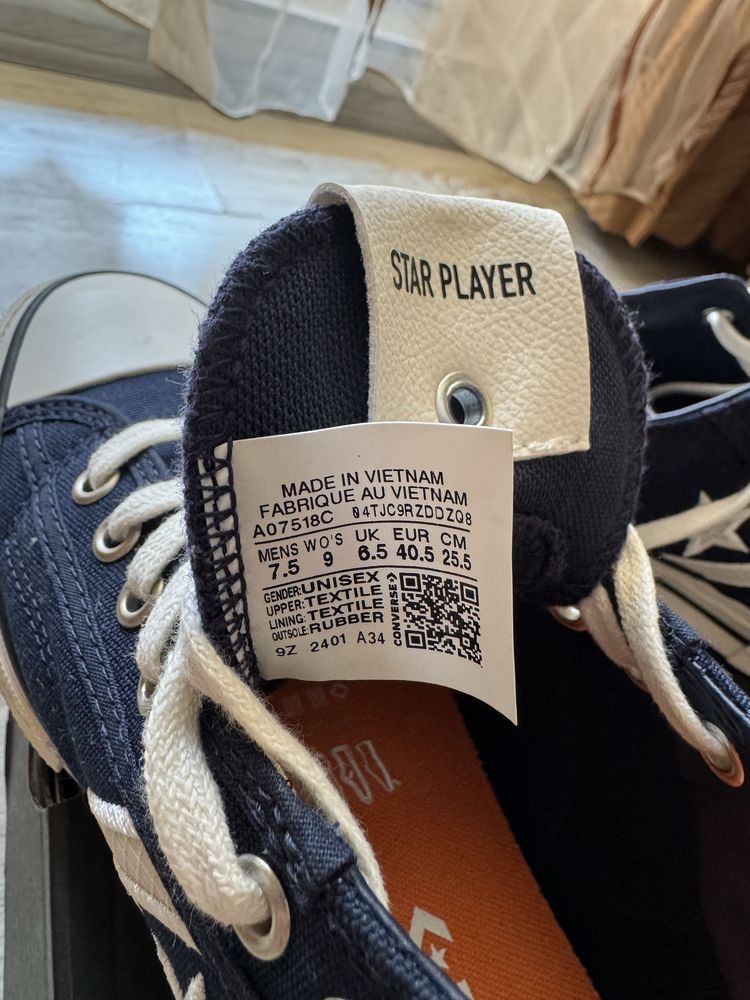 STAR PLAYER
MADE IN VIETNAM
FABRIQUE AU VIETNAM
A07518C 04TJC9RZDDZQ8
MENS WO'S UK EUR CM
7.5 9 6.5 40.5 25.5
GENDER:UNISEX
UPPER:TEXTILE
LINING:TEXTILE
OUTSOLE:RUBBER
CONVERSE
9Z 2401 A34